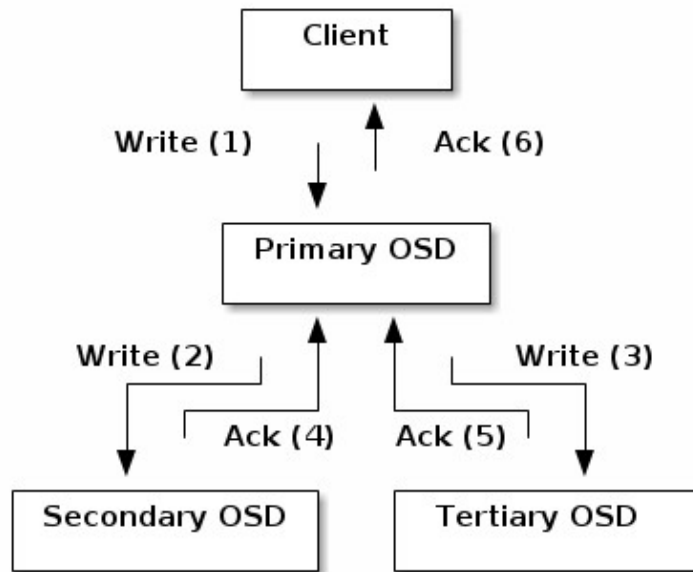 Client
Write (1)
Ack (6)
Primary OSD
Write (2)
Write (3)
Ack (4)
Ack (5)
Secondary OSD
Tertiary OSD